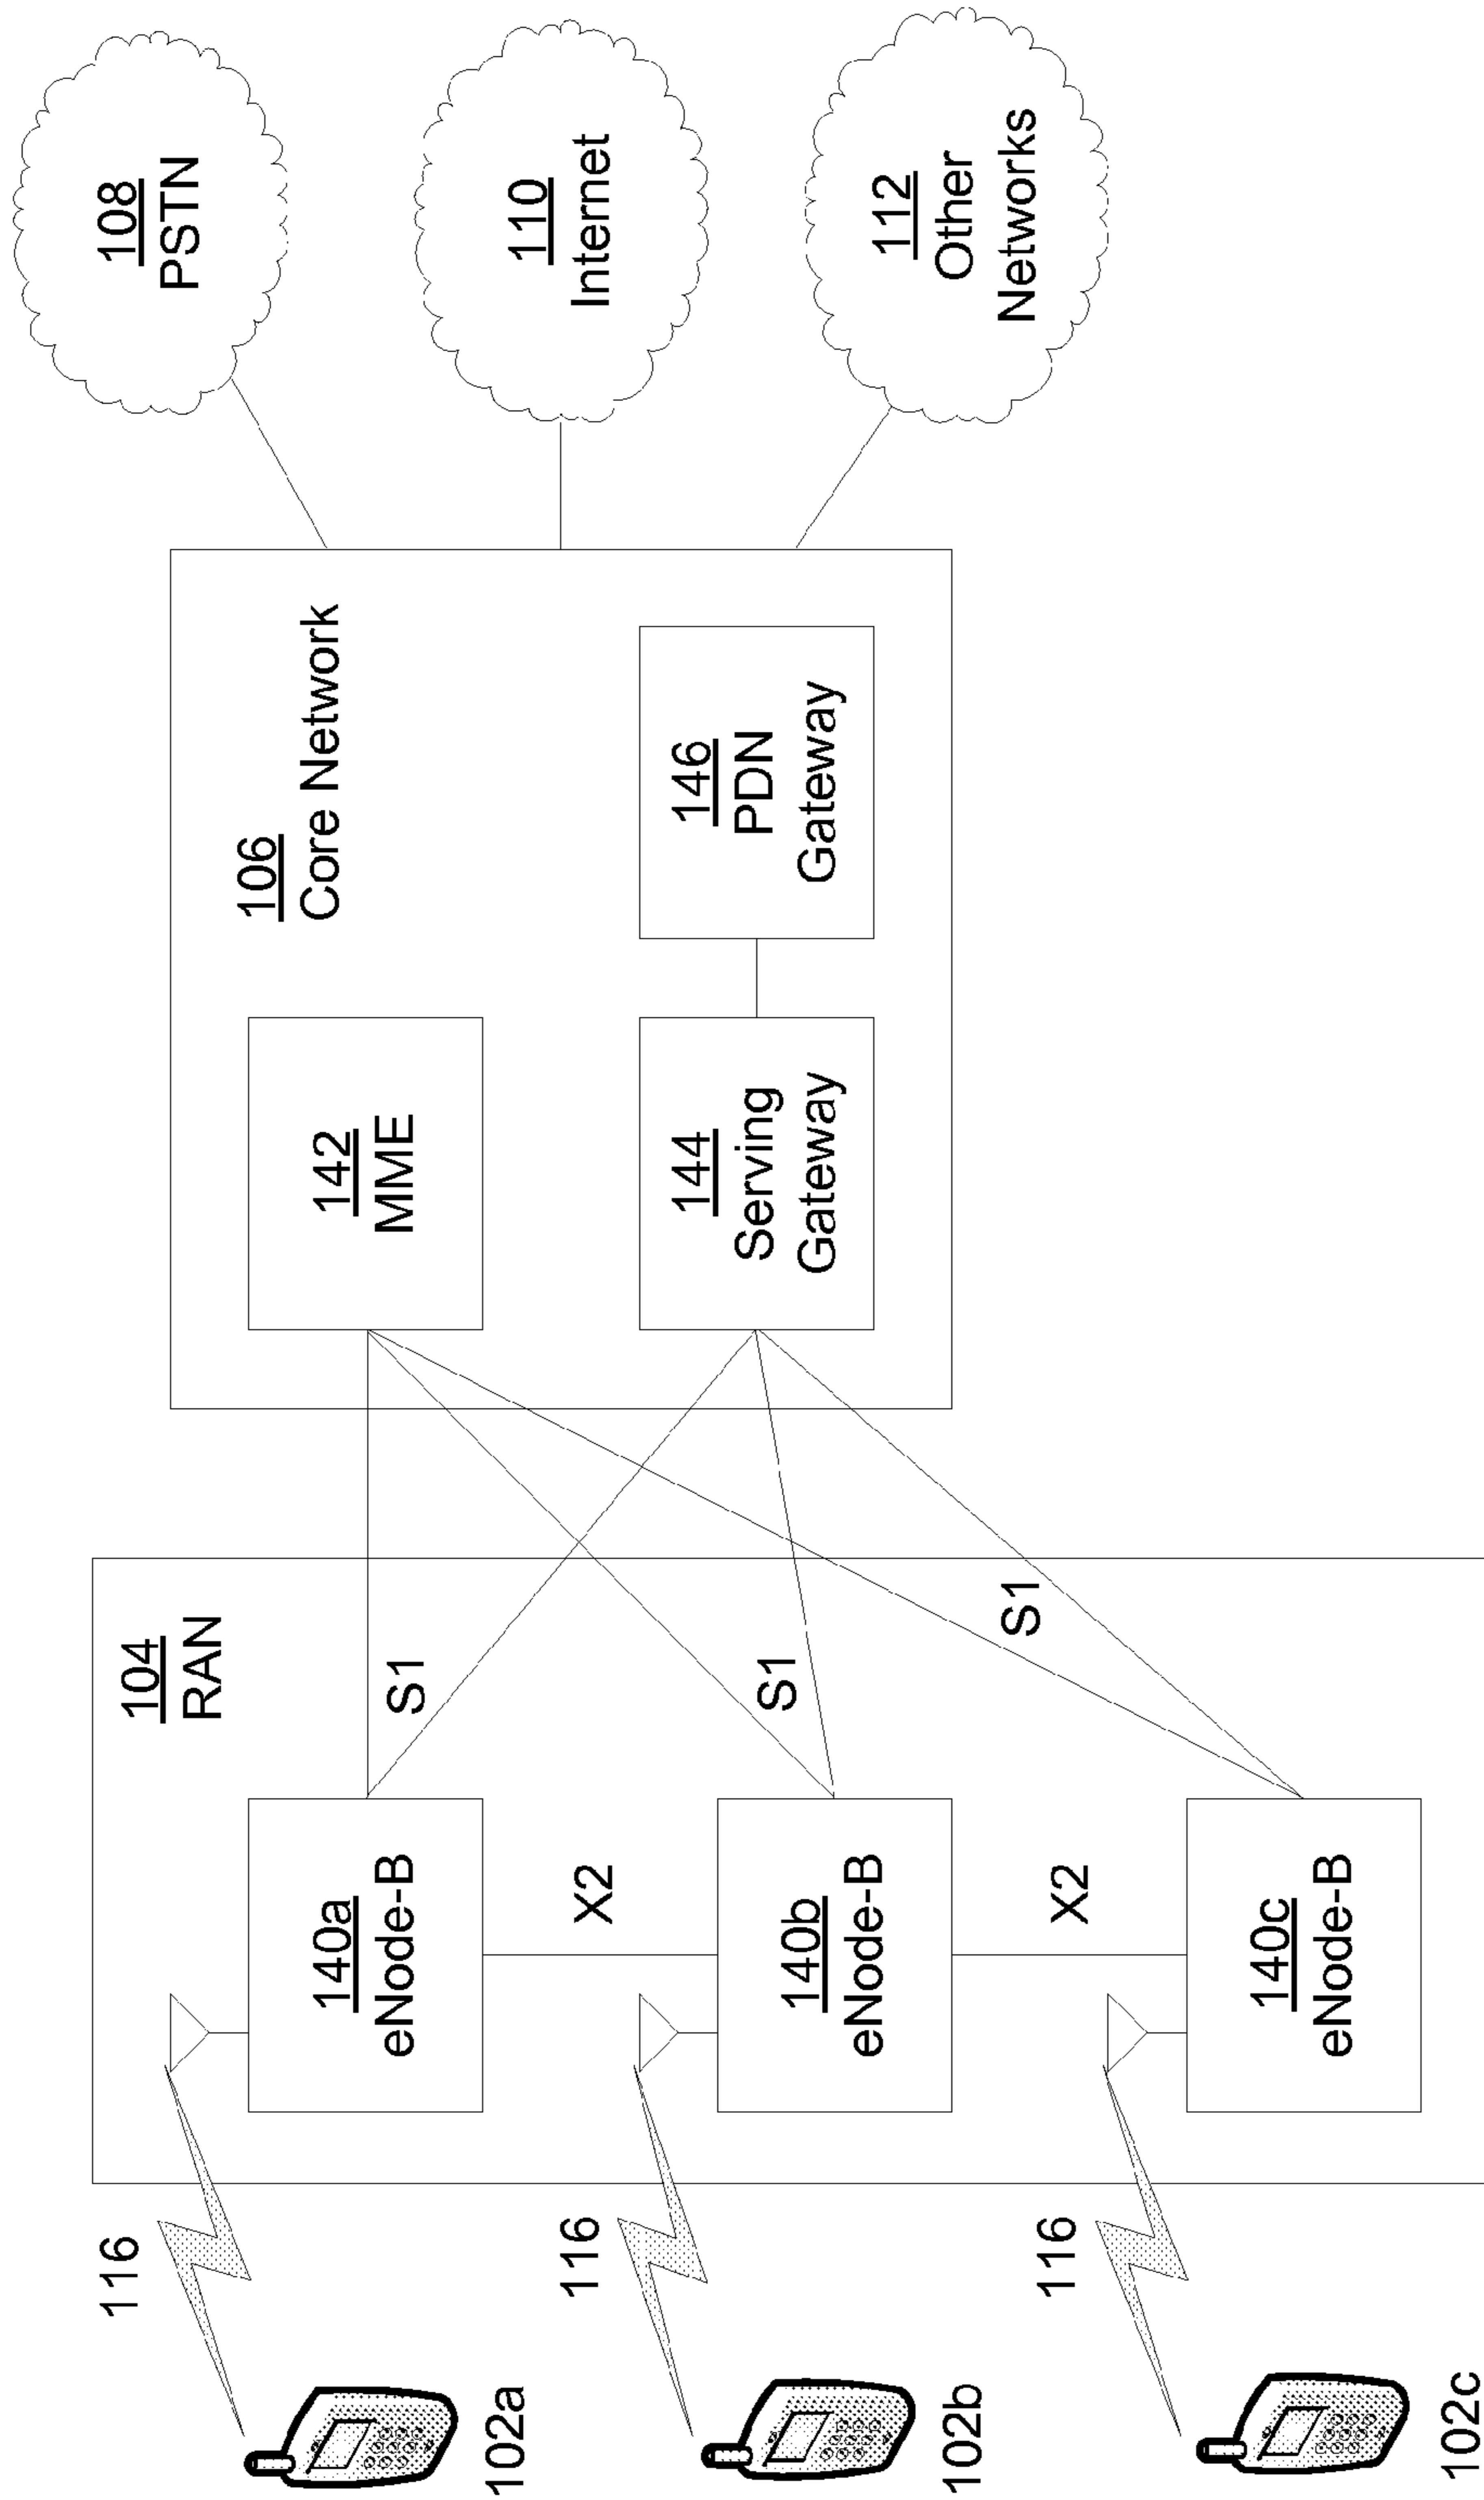 102a
116
104
RAN
140a
eNode-B
S1
X2
102b
116
140b
eNode-B
S1
X2
102c
116
140c
eNode-B
S1
106
Core Network
142
MME
144
Serving
Gateway
146
PDN
Gateway
108
PSTN
110
Internet
112
Other
Networks